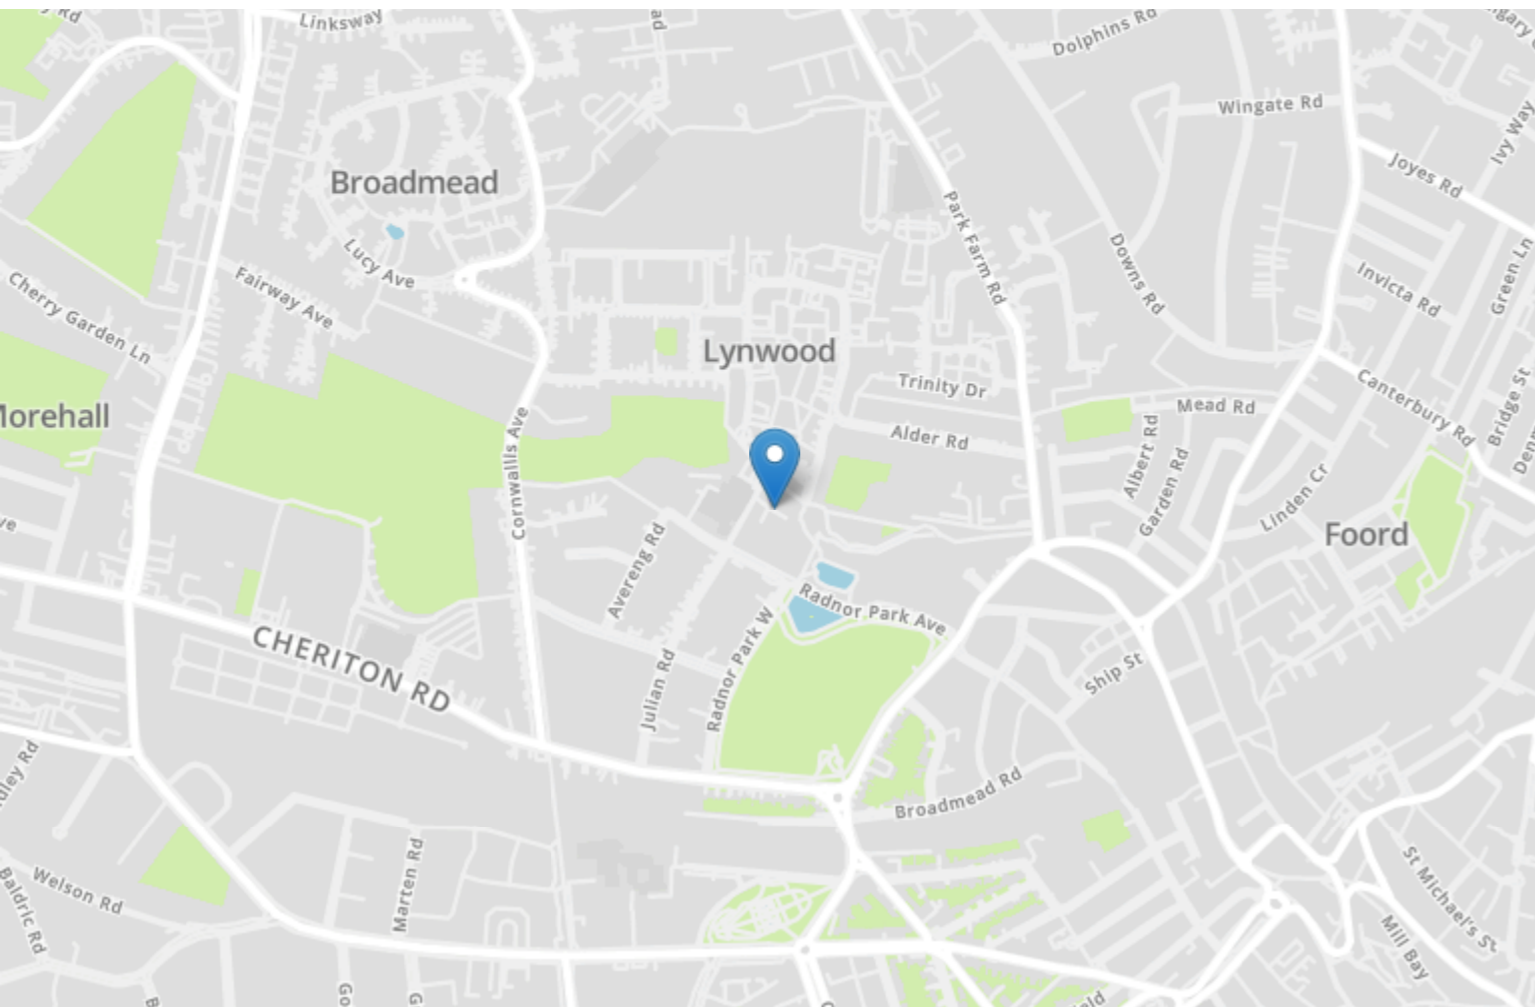 Linksway
Dolphins Rd
Wingate Rd
Ivy Way
Joyes Rd
Broadmead
Park Farm Rd
Lucy Ave
Downs Rd
Green Ln
Fairway Ave
Invicta Rd
Cherry Garden Ln
Lynwood
Trinity Dr
Canterbury Rd
Bridge St
Mead Rd
Morehall
Alder Rd
Albert Rd
Cornwallis Ave
Garden Rd
Linden Cr
Foord
Avereng Rd
Radnor Park Ave
Radnor Park W
CHERITON RD
Julian Rd
Ship St
Broadmead Rd
Marten Rd
Welson Rd
Baldric Rd
St Michael's St
Mill Bay